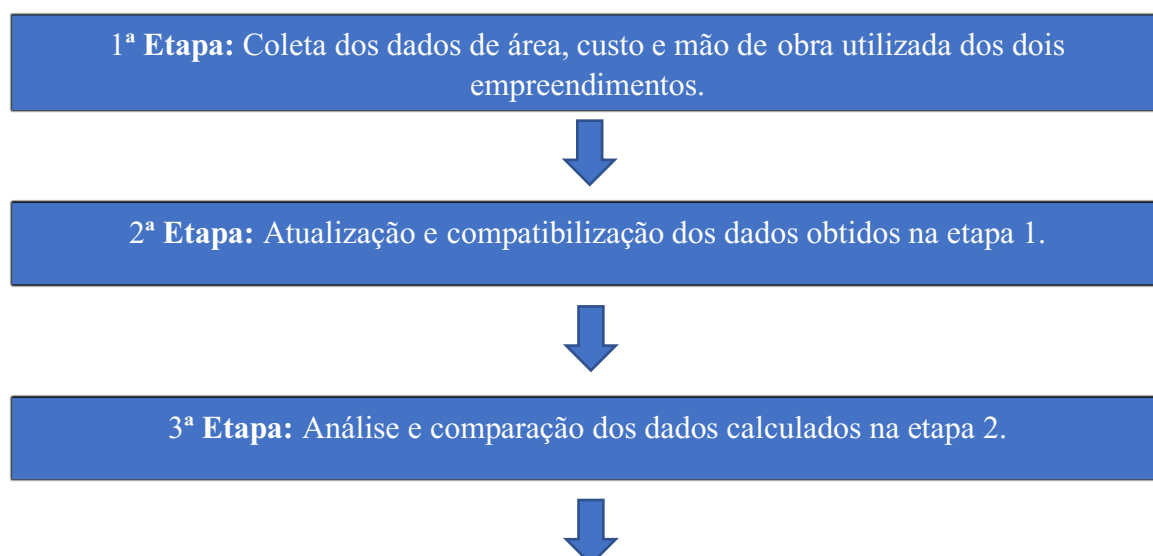 1ª Etapa: Coleta dos dados de área, custo e mão de obra utilizada dos dois
empreendimentos.
2ª Etapa: Atualização e compatibilização dos dados obtidos na etapa 1.
3ª Etapa: Análise e comparação dos dados calculados na etapa 2.